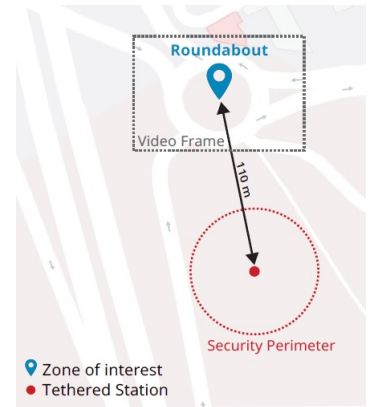 Roundabout
Video Frame
110 m
Security Perimeter
Zone of interest
Tethered Station